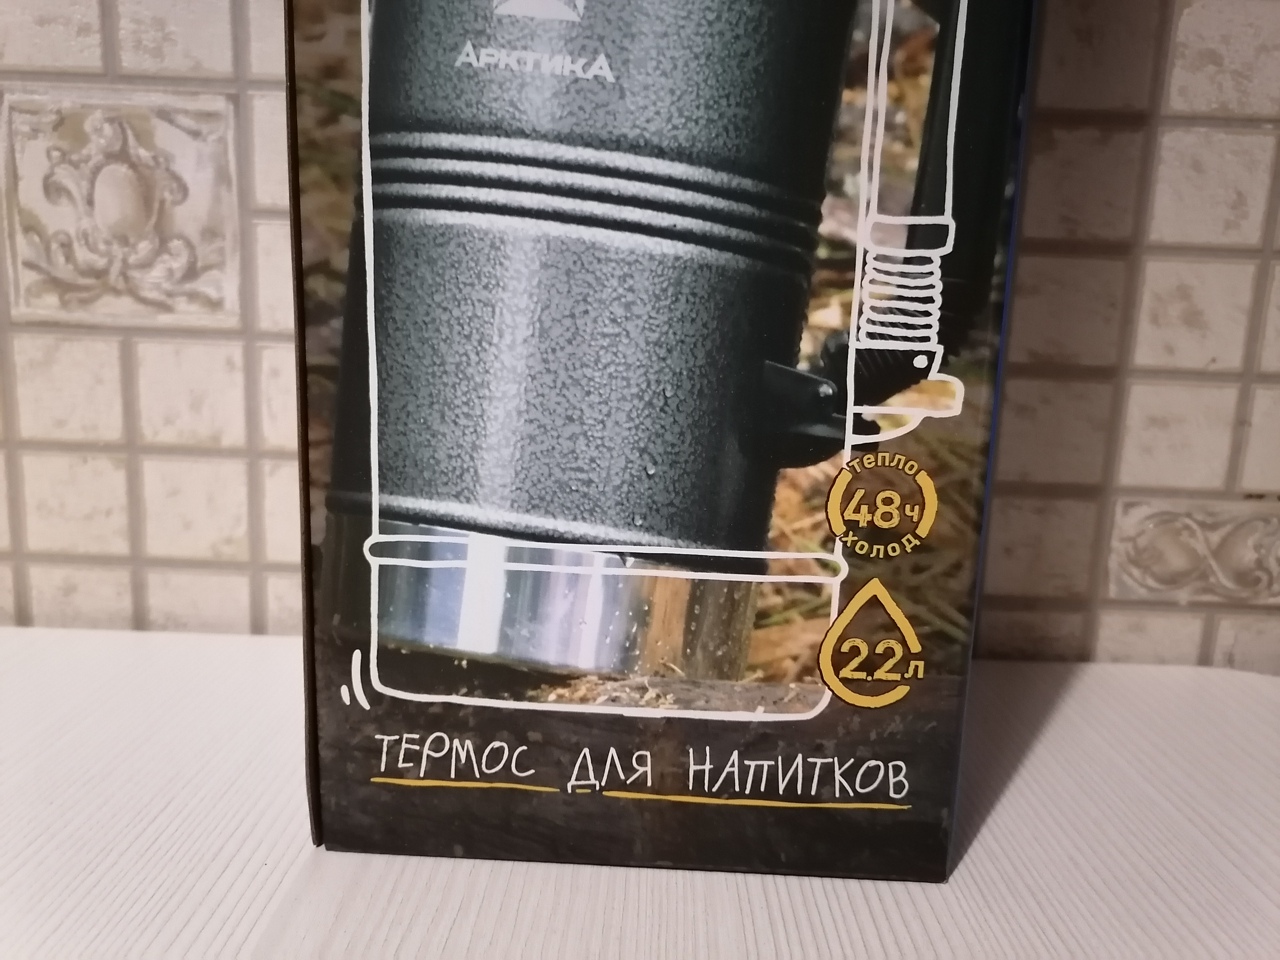 АРКТИКА
тепло
48ч
холод
2.2л
ТЕРМОС ДЛЯ НАПИТКОВ